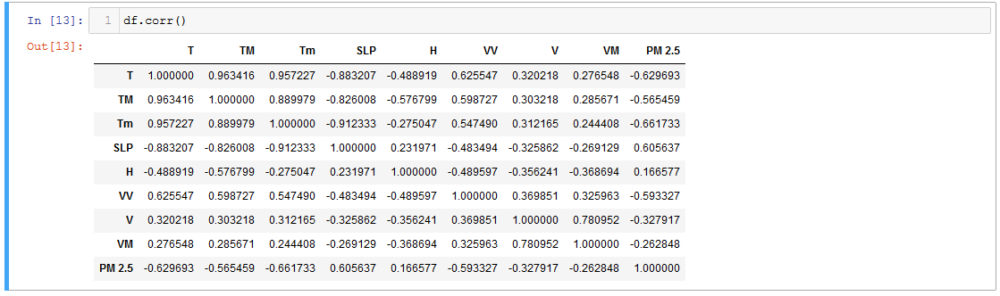 In [13]: 1 df.corr()
Out[13]:
T TM Tm SLP H VV V VM PM 2.5
T 1.000000 0.963416 0.957227 -0.883207 -0.488919 0.625547 0.320218 0.276548 -0.629693
TM 0.963416 1.000000 0.889979 -0.826008 -0.576799 0.598727 0.303218 0.285671 -0.565459
Tm 0.957227 0.889979 1.000000 -0.912333 -0.275047 0.547490 0.312165 0.244408 -0.661733
SLP -0.883207 -0.826008 -0.912333 1.000000 0.231971 -0.483494 -0.325862 -0.269129 0.605637
H -0.488919 -0.576799 -0.275047 0.231971 1.000000 -0.489597 -0.356241 -0.368694 0.166577
VV 0.625547 0.598727 0.547490 -0.483494 -0.489597 1.000000 0.369851 0.325963 -0.593327
V 0.320218 0.303218 0.312165 -0.325862 -0.356241 0.369851 1.000000 0.780952 -0.327917
VM 0.276548 0.285671 0.244408 -0.269129 -0.368694 0.325963 0.780952 1.000000 -0.262848
PM 2.5 -0.629693 -0.565459 -0.661733 0.605637 0.166577 -0.593327 -0.327917 -0.262848 1.000000